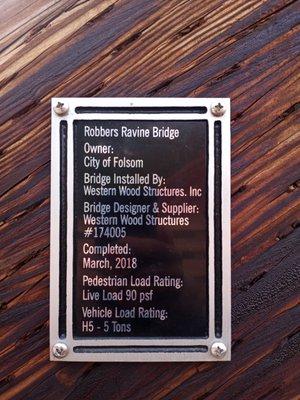 Robbers Ravine Bridge
Owner:
City of Folsom
Bridge Installed By:
Western Wood Structures, Inc
Bridge Designer & Supplier:
Western Wood Structures
#174005
Completed:
March, 2018
Pedestrian Load Rating:
Live Load 90 psf
Vehicle Load Rating:
H5 - 5 Tons